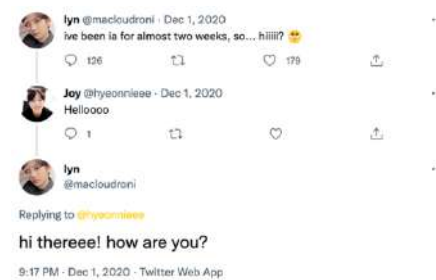 lyn @macloudroni · Dec 1, 2020
ive been ia for almost two weeks, so... hiiiii? 🥺
126 179
Joy @hyeonnieee · Dec 1, 2020
Helloooo
1
lyn
@macloudroni
Replying to @hyeonnieee
hi thereee! how are you?
9:17 PM · Dec 1, 2020 · Twitter Web App